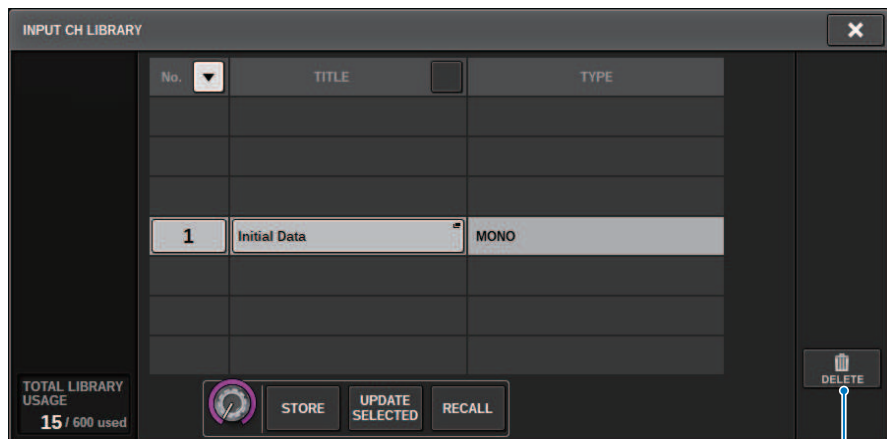 INPUT CH LIBRARY
No. TITLE TYPE
1 Initial Data MONO
DELETE
TOTAL LIBRARY
USAGE
15 / 600 used
STORE
UPDATE
SELECTED
RECALL